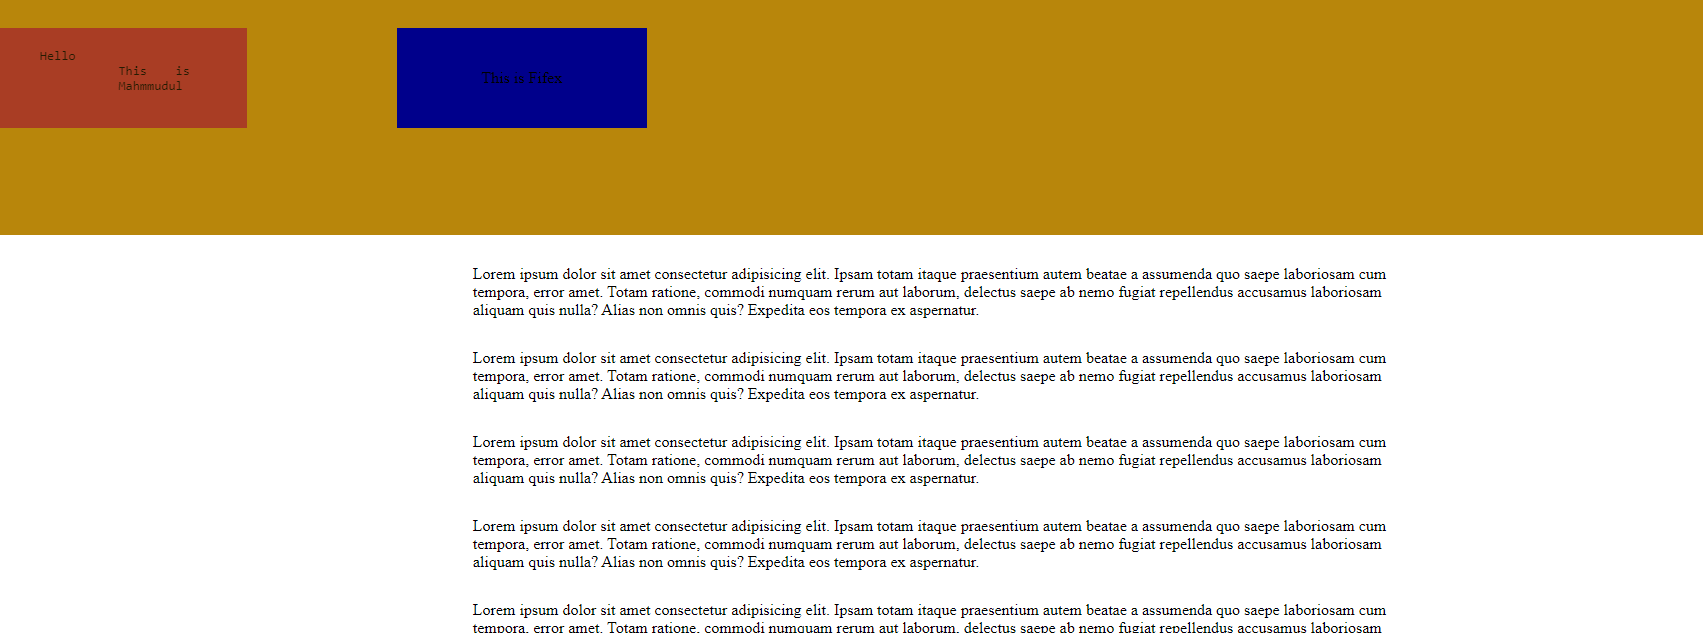 Hello
This is
Mahmmudul
This is Fifex
Lorem ipsum dolor sit amet consectetur adipisicing elit. Ipsam totam itaque praesentium autem beatae a assumenda quo saepe laboriosam cum
tempora, error amet. Totam ratione, commodi numquam rerum aut laborum, delectus saepe ab nemo fugiat repellendus accusamus laboriosam
aliquam quis nulla? Alias non omnis quis? Expedita eos tempora ex aspernatur.
Lorem ipsum dolor sit amet consectetur adipisicing elit. Ipsam totam itaque praesentium autem beatae a assumenda quo saepe laboriosam cum
tempora, error amet. Totam ratione, commodi numquam rerum aut laborum, delectus saepe ab nemo fugiat repellendus accusamus laboriosam
aliquam quis nulla? Alias non omnis quis? Expedita eos tempora ex aspernatur.
Lorem ipsum dolor sit amet consectetur adipisicing elit. Ipsam totam itaque praesentium autem beatae a assumenda quo saepe laboriosam cum
tempora, error amet. Totam ratione, commodi numquam rerum aut laborum, delectus saepe ab nemo fugiat repellendus accusamus laboriosam
aliquam quis nulla? Alias non omnis quis? Expedita eos tempora ex aspernatur.
Lorem ipsum dolor sit amet consectetur adipisicing elit. Ipsam totam itaque praesentium autem beatae a assumenda quo saepe laboriosam cum
tempora, error amet. Totam ratione, commodi numquam rerum aut laborum, delectus saepe ab nemo fugiat repellendus accusamus laboriosam
aliquam quis nulla? Alias non omnis quis? Expedita eos tempora ex aspernatur.
Lorem ipsum dolor sit amet consectetur adipisicing elit. Ipsam totam itaque praesentium autem beatae a assumenda quo saepe laboriosam cum
tempora, error amet. Totam ratione, commodi numquam rerum aut laborum, delectus saepe ab nemo fugiat repellendus accusamus laboriosam